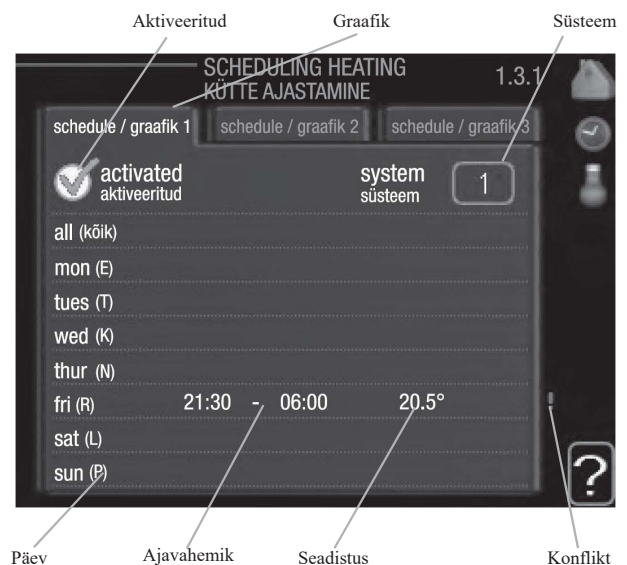 Aktiveeritud Graafik Süsteem
SCHEDULING HEATING 1.3.1
KÜTTE AJASTAMINE
schedule / graafik 1 schedule / graafik 2 schedule / graafik 3
activated system 1
aktiveeritud süsteem
all (kõik)
mon (E)
tues (T)
wed (K)
thur (N)
fri (R) 21:30 - 06:00 20.5° !
sat (L)
sun (P)
?
Päev Ajavahemik Seadistus Konflikt